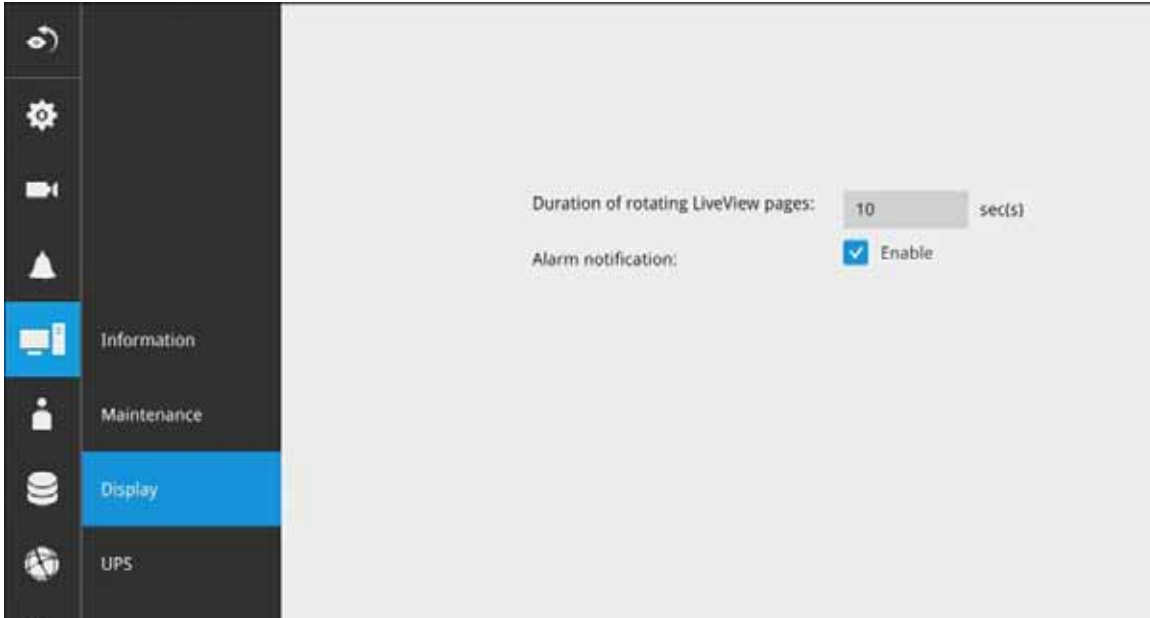 Duration of rotating LiveView pages: 10 sec(s)
Alarm notification: Enable
Information
Maintenance
Display
UPS